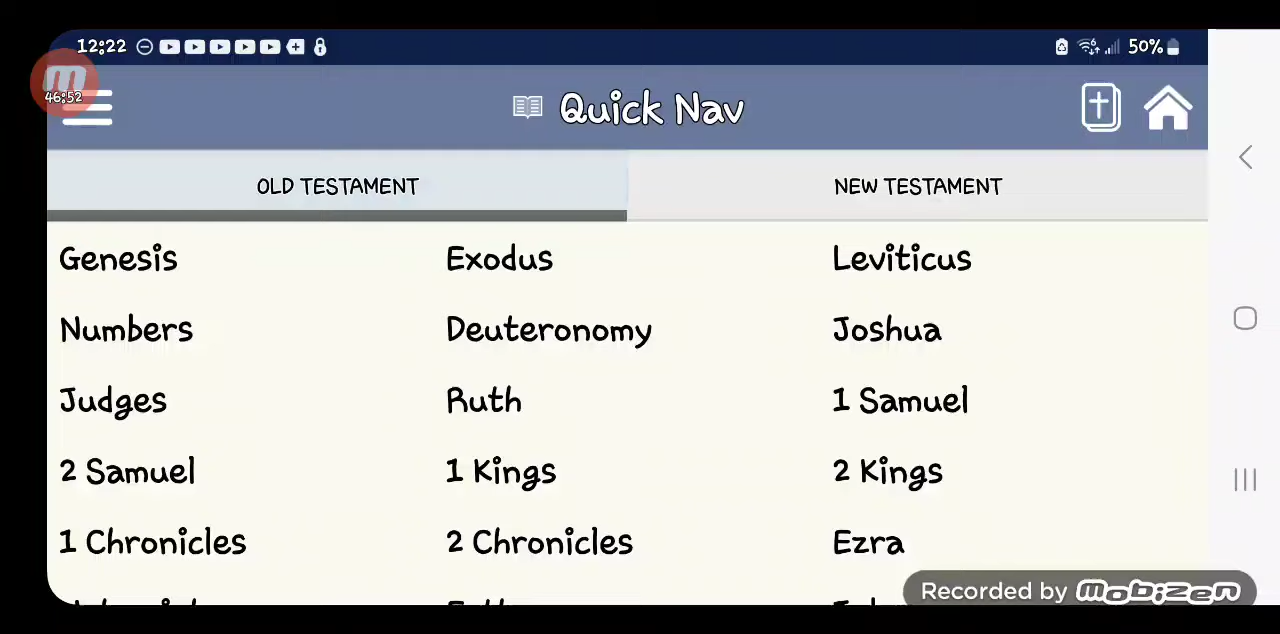 12:22 50%
M
46:52
Quick Nav
OLD TESTAMENT NEW TESTAMENT
Genesis Exodus Leviticus
Numbers Deuteronomy Joshua
Judges Ruth 1 Samuel
2 Samuel 1 Kings 2 Kings
1 Chronicles 2 Chronicles Ezra
Recorded by mobizen